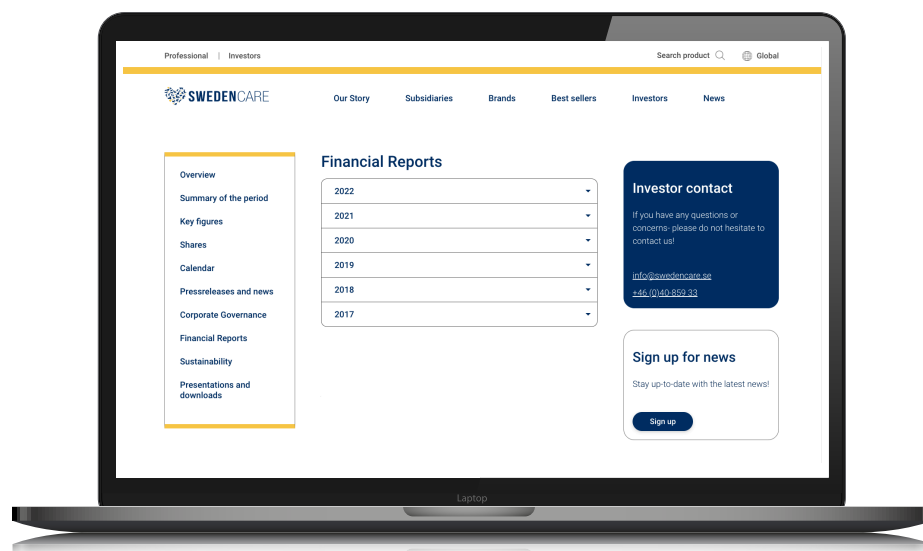 Professional | Investors
Search product
Global
SWEDENCARE
Our Story
Subsidiaries
Brands
Best sellers
Investors
News
Overview
Summary of the period
Key figures
Shares
Calendar
Pressreleases and news
Corporate Governance
Financial Reports
Sustainability
Presentations and
downloads
Financial Reports
2022
2021
2020
2019
2018
2017
Investor contact
If you have any questions or
concerns- please do not hesitate to
contact us!
info@swedencare.se
+46 (0)40-859 33
Sign up for news
Stay up-to-date with the latest news!
Sign up
Laptop